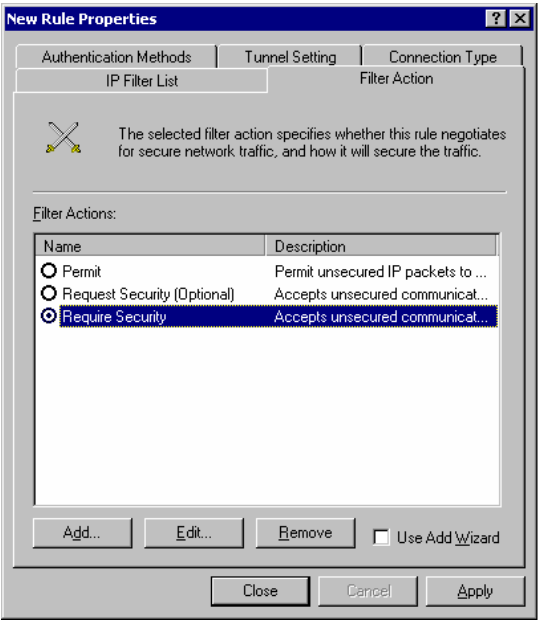 New Rule Properties
Authentication Methods Tunnel Setting Connection Type
IP Filter List Filter Action
The selected filter action specifies whether this rule negotiates
for secure network traffic, and how it will secure the traffic.
Filter Actions:
Name Description
Permit Permit unsecured IP packets to ...
Request Security (Optional) Accepts unsecured communicat...
Require Security Accepts unsecured communicat...
Add... Edit... Remove Use Add Wizard
Close Cancel Apply